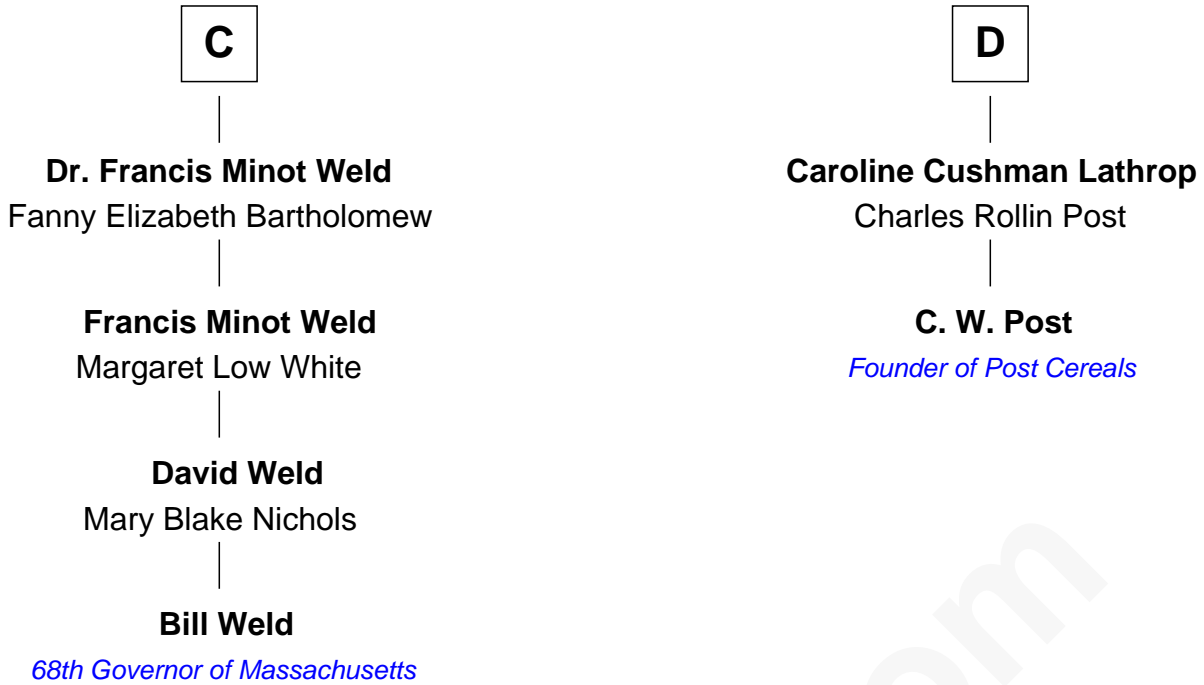 C
Dr. Francis Minot Weld
Fanny Elizabeth Bartholomew
Francis Minot Weld
Margaret Low White
David Weld
Mary Blake Nichols
Bill Weld
68th Governor of Massachusetts
D
Caroline Cushman Lathrop
Charles Rollin Post
C. W. Post
Founder of Post Cereals
om